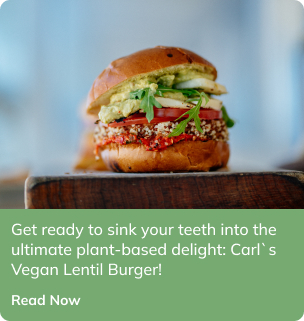 Get ready to sink your teeth into the
ultimate plant-based delight: Carl`s
Vegan Lentil Burger!
Read Now